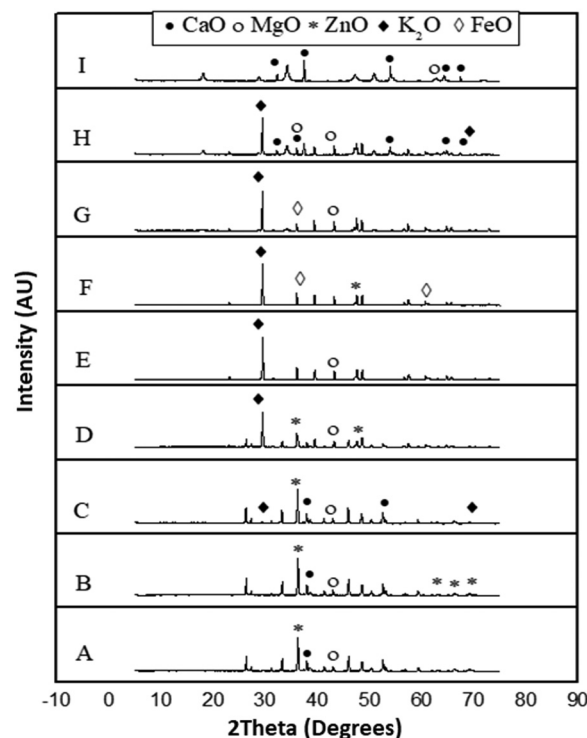 ● CaO ○ MgO * ZnO ◆ K₂O ◇ FeO
I
H
G
F
E
D
C
B
A
Intensity (AU)
-10 0 10 20 30 40 50 60 70 80 90
2Theta (Degrees)